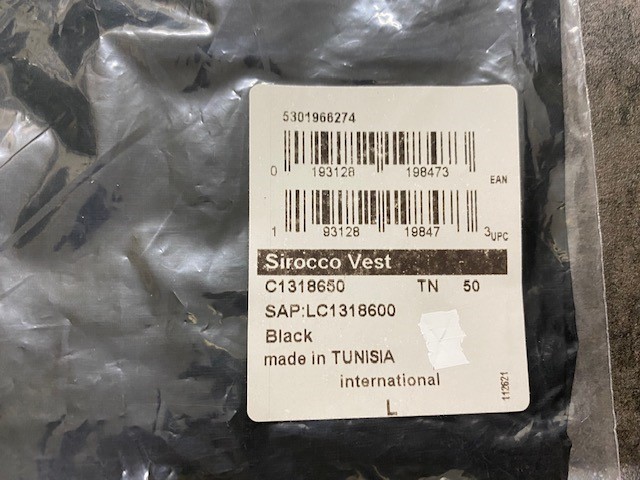 5301966274
0 193128 198473
EAN
1 93128 19847 3 UPC
Sirocco Vest
C1318650 TN 50
SAP:LC1318600
Black
made in TUNISIA
international
L
112621